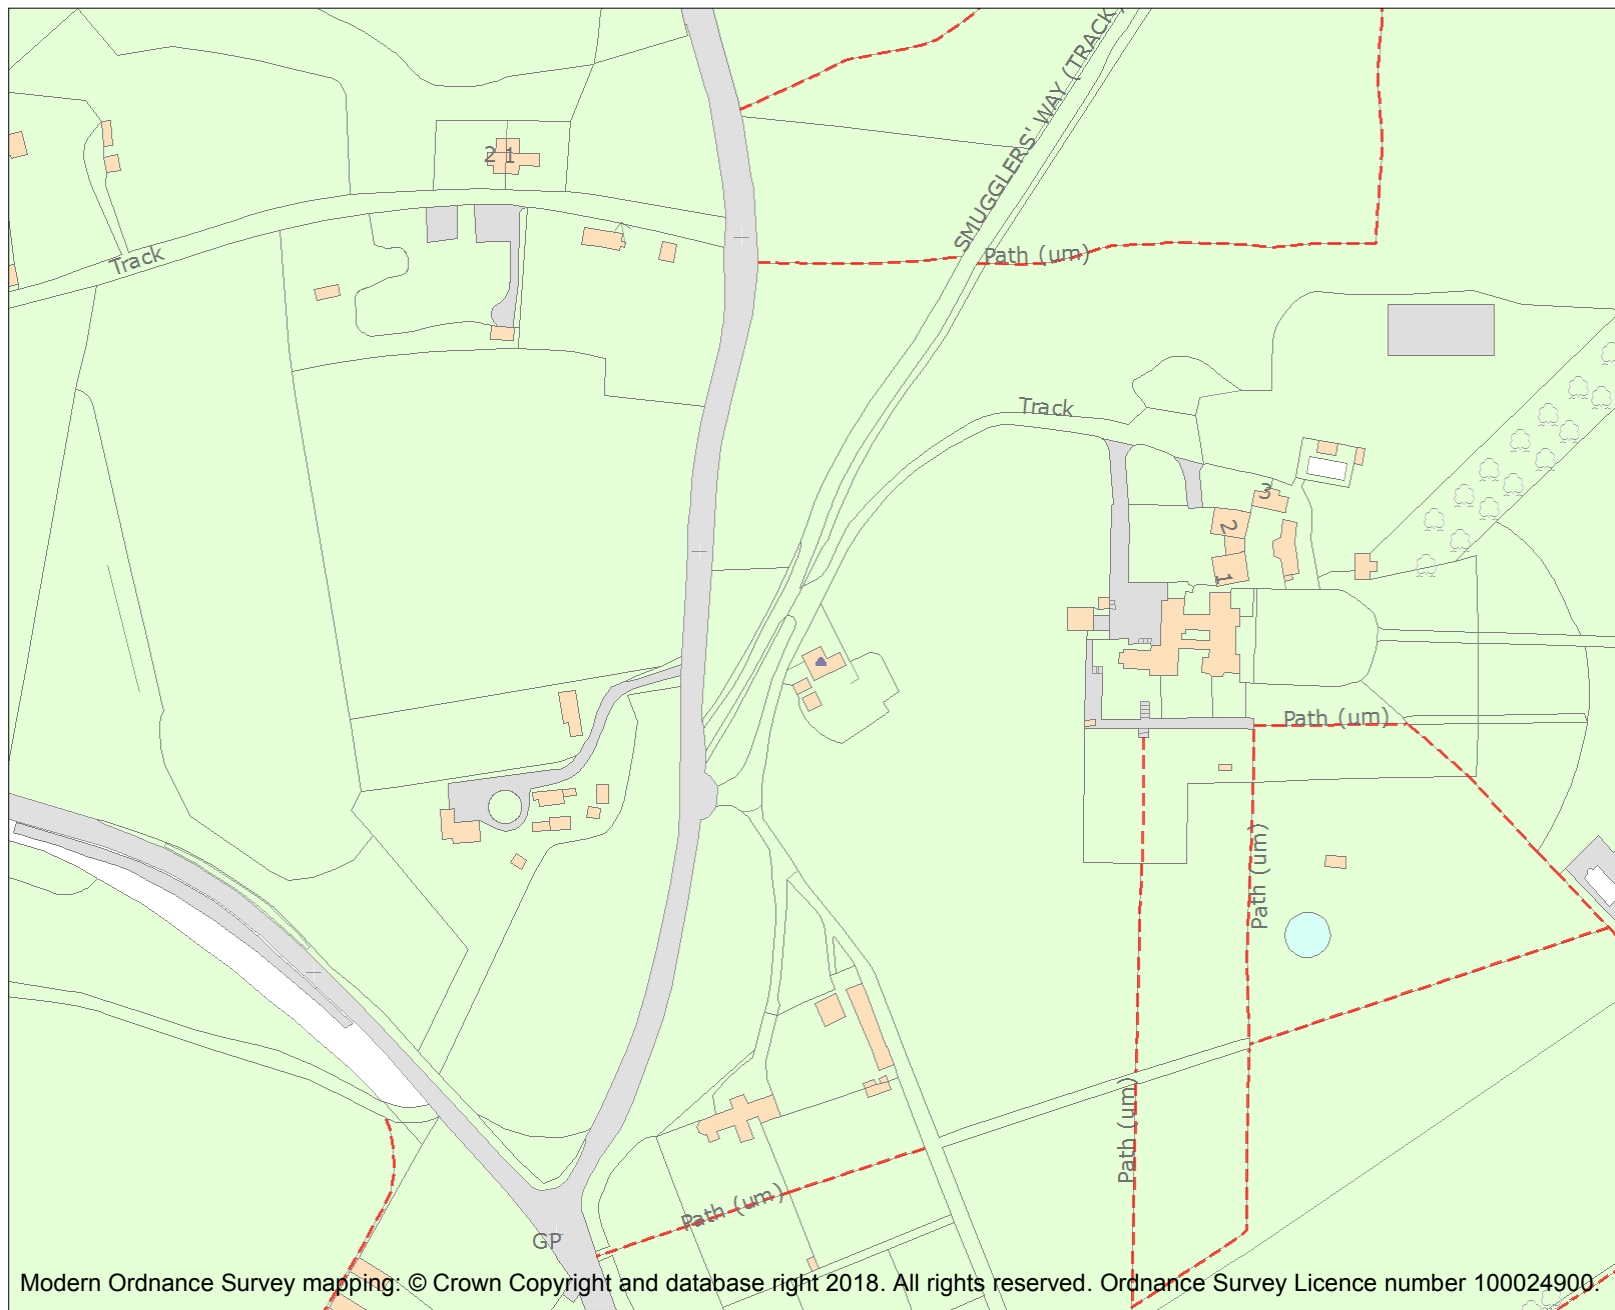 SMUGGLERS' WAY (TRACK)
2 1
Track
Path (um)
Track
3
2
1
Path (um)
Path (um)
Path (um)
Path (um)
GP
Modern Ordnance Survey mapping: © Crown Copyright and database right 2018. All rights reserved. Ordnance Survey Licence number 100024900.